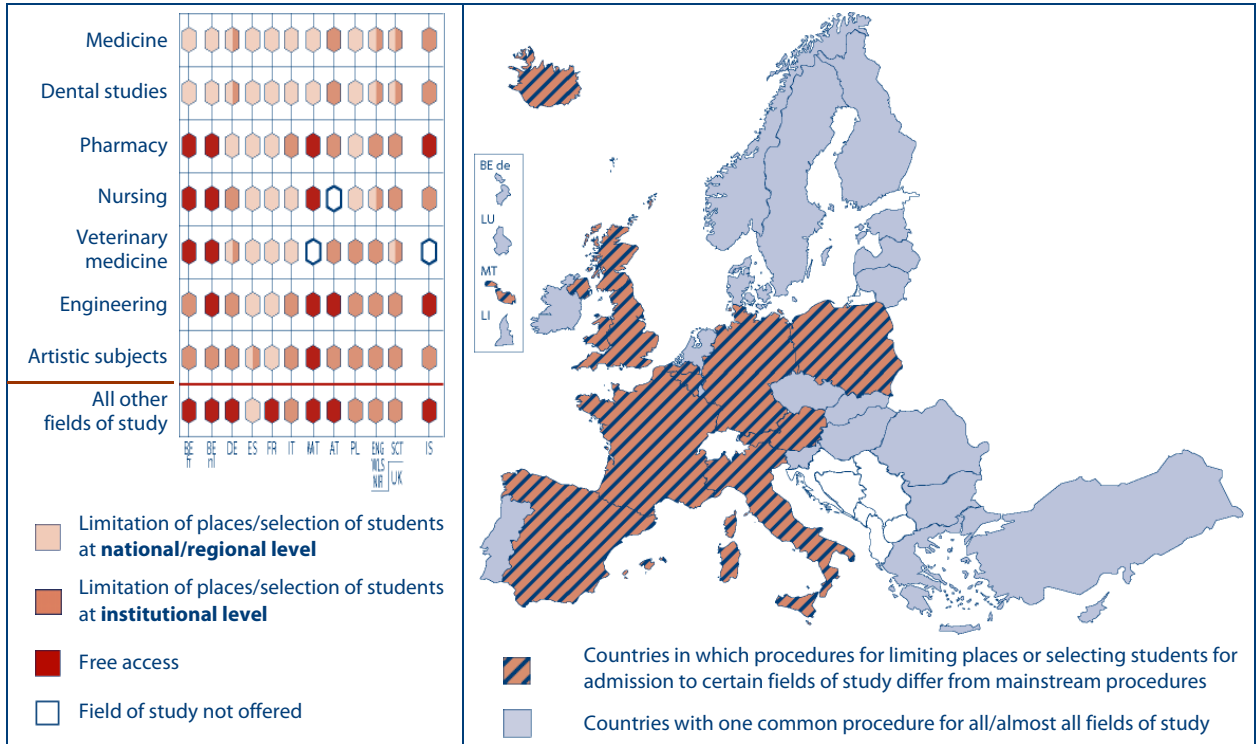 Medicine
Dental studies
Pharmacy
Nursing
Veterinary
medicine
Engineering
Artistic subjects
All other
fields of study
BE fr
BE nl
DE
ES
FR
IT
MT
AT
PL
ENG
WLS
NIR
SCT
UK
IS
Limitation of places/selection of students
at national/regional level
Limitation of places/selection of students
at institutional level
Free access
Field of study not offered
BE de
LU
MT
LI
Countries in which procedures for limiting places or selecting students for
admission to certain fields of study differ from mainstream procedures
Countries with one common procedure for all/almost all fields of study